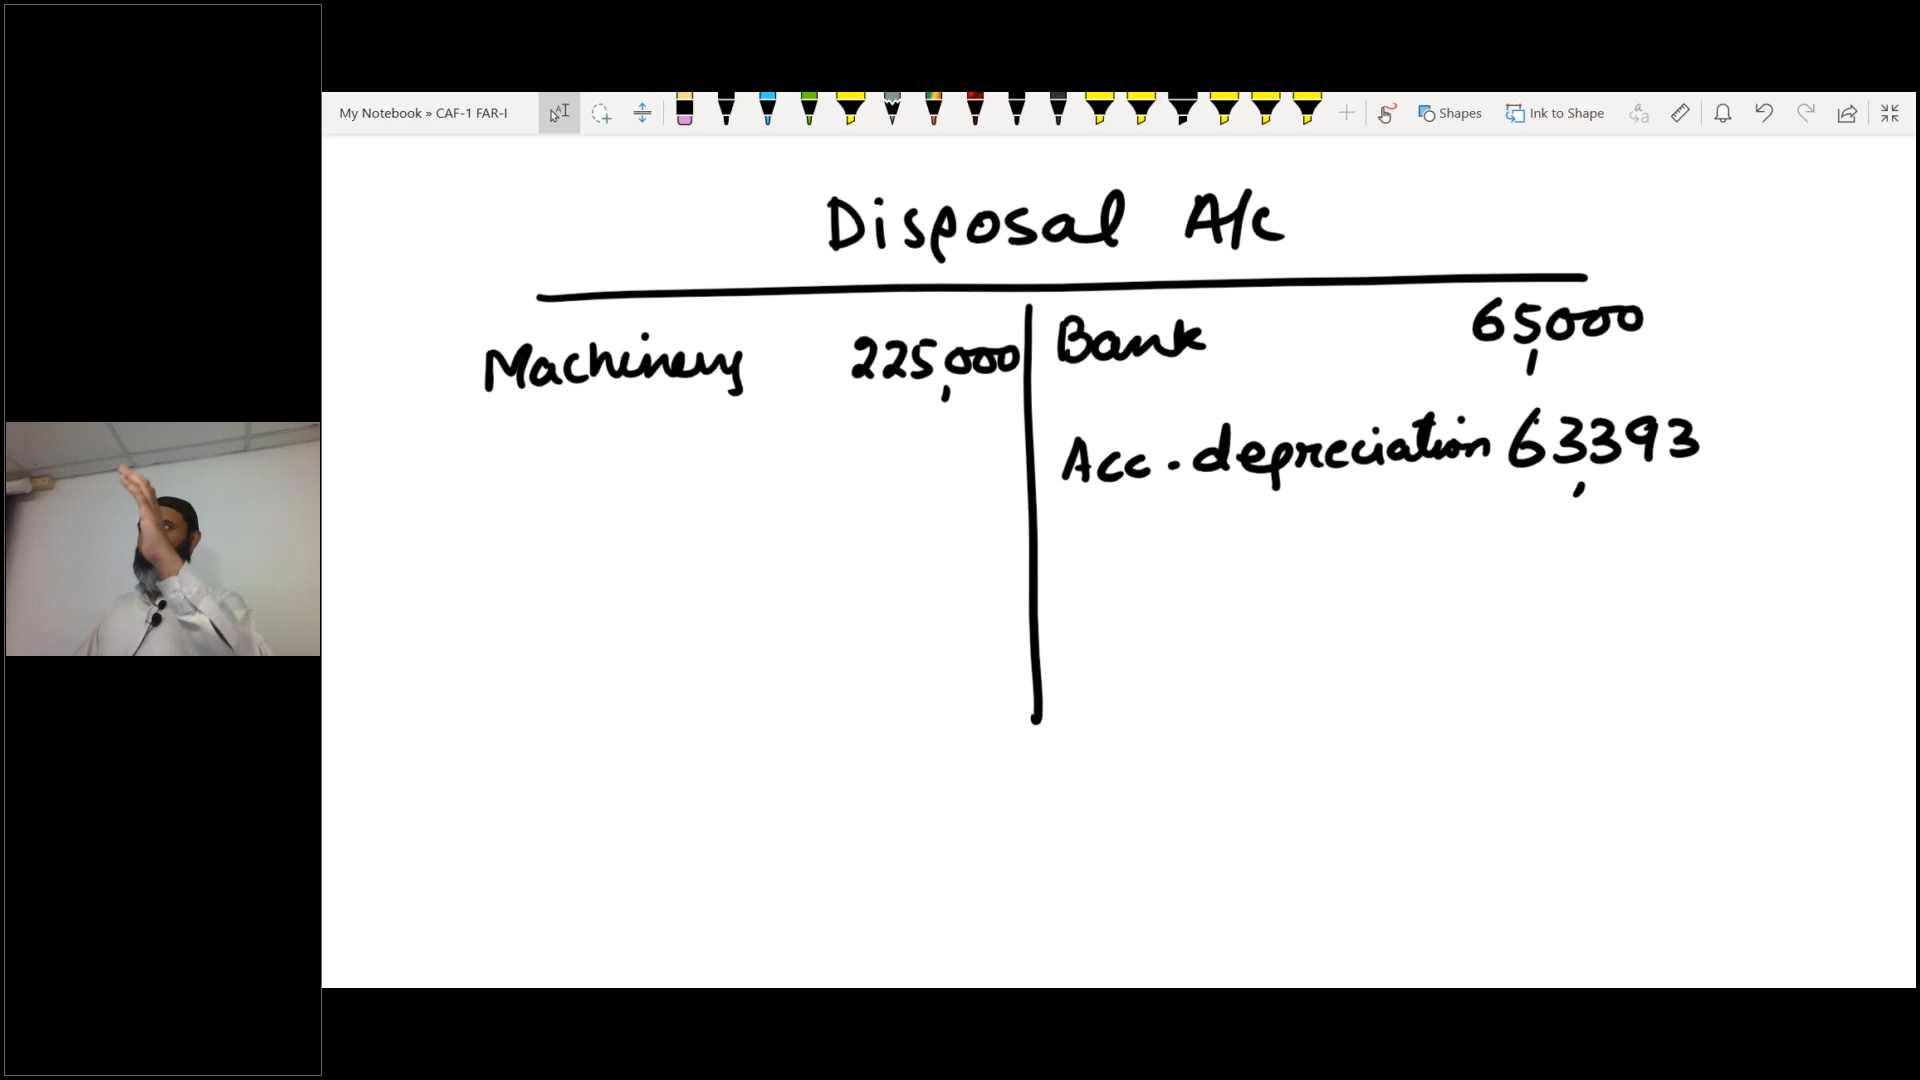 My Notebook » CAF-1 FAR-I
Shapes
Ink to Shape
Disposal A/c
Machinery 225,000
Bank 65,000
Acc. depreciation 63,393